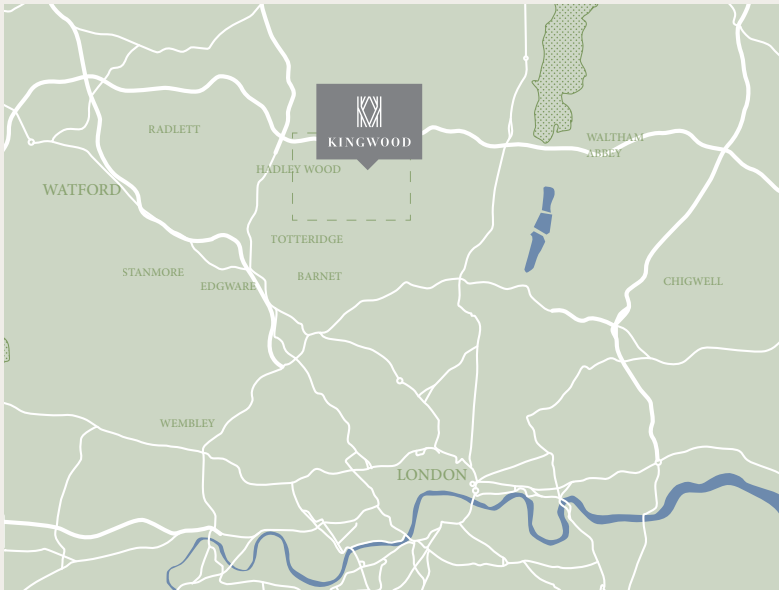 RADLETT
KINGWOOD
WALTHAM
ABBEY
HADLEY WOOD
WATFORD
TOTTERIDGE
STANMORE
BARNET
EDGWARE
CHIGWELL
WEMBLEY
LONDON